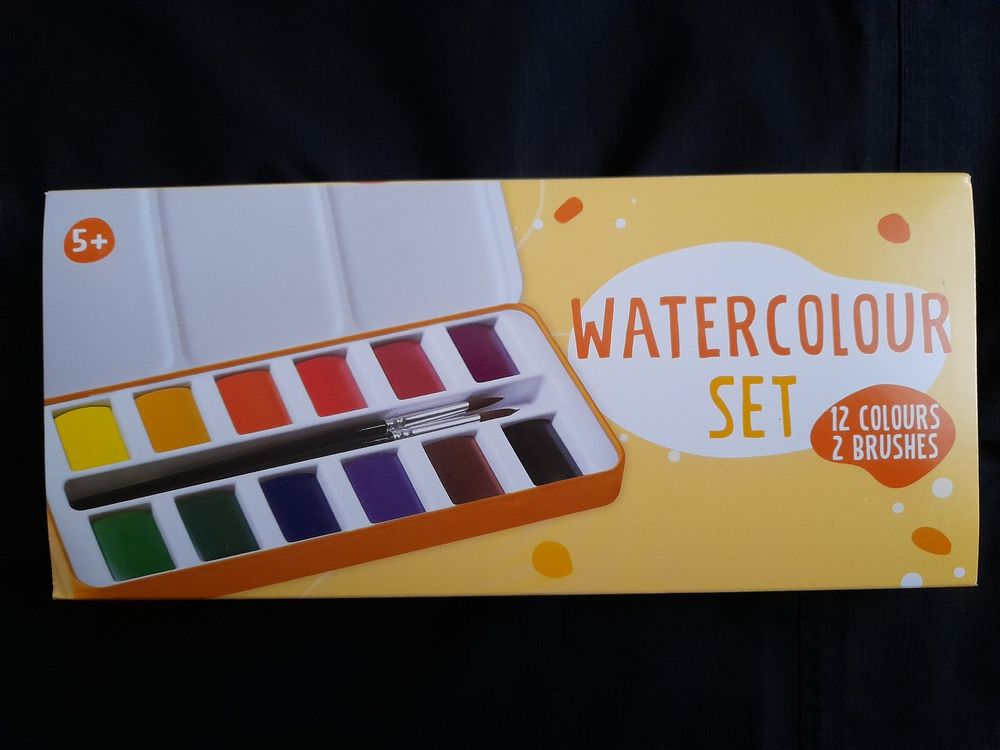 5+
WATERCOLOUR
SET
12 COLOURS
2 BRUSHES